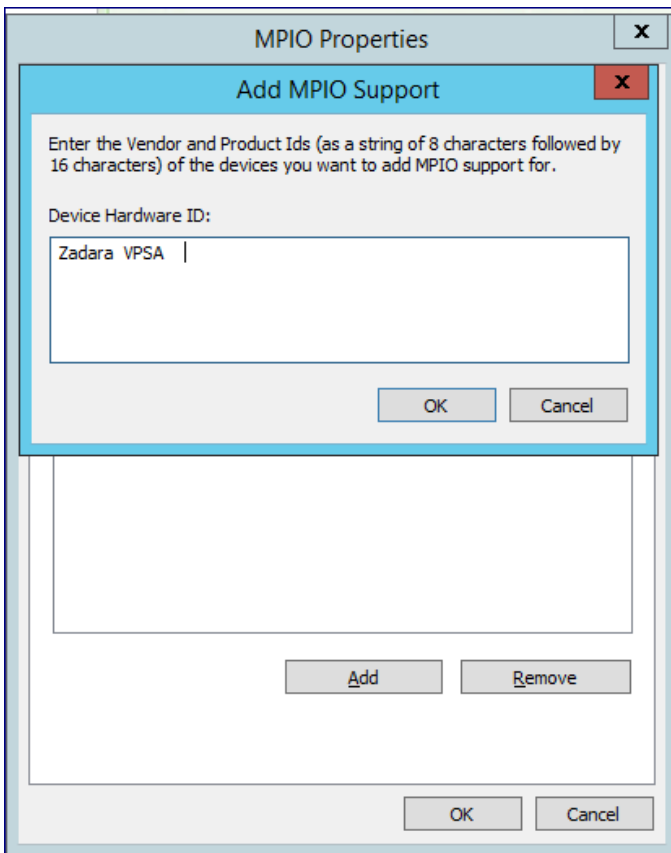 MPIO Properties
x
Add MPIO Support
x
Enter the Vendor and Product Ids (as a string of 8 characters followed by
16 characters) of the devices you want to add MPIO support for.
Device Hardware ID:
Zadara VPSA
OK Cancel
Add Remove
OK Cancel